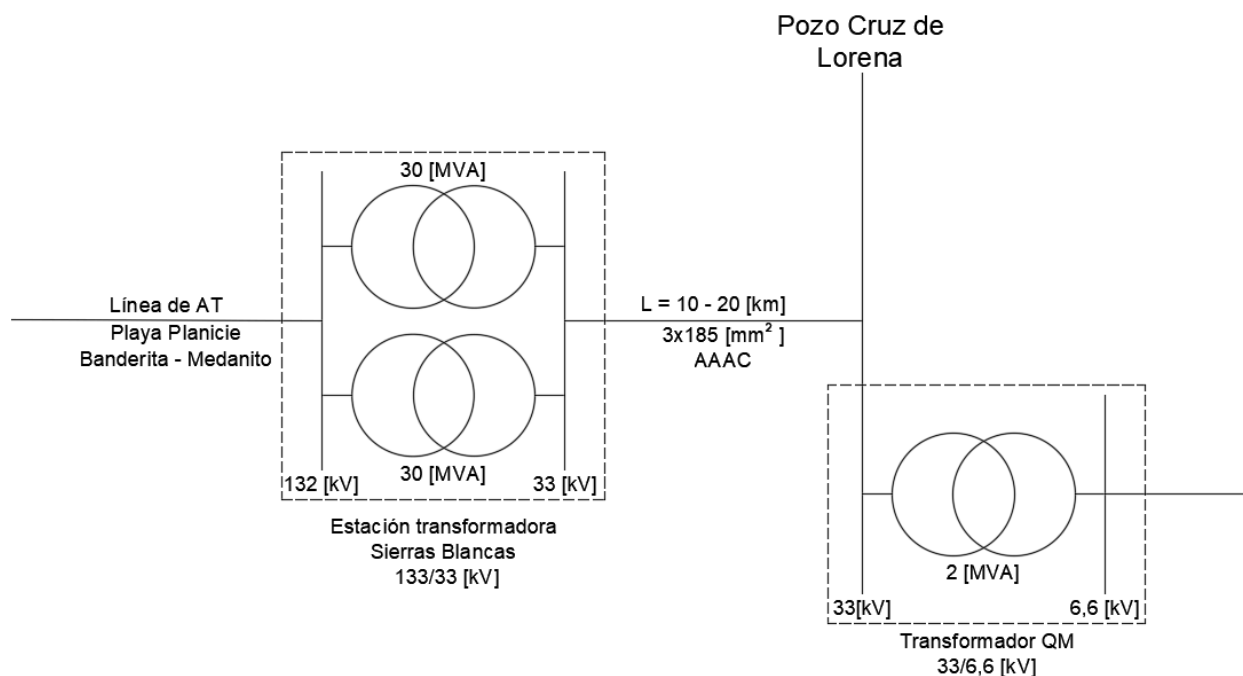 Pozo Cruz de
Lorena
30 [MVA]
Línea de AT
Playa Planicie
Banderita - Medanito
L = 10 - 20 [km]
3x185 [mm² ]
AAAC
30 [MVA]
132 [kV]
33 [kV]
Estación transformadora
Sierras Blancas
133/33 [kV]
2 [MVA]
33[kV]
6,6 [kV]
Transformador QM
33/6,6 [kV]